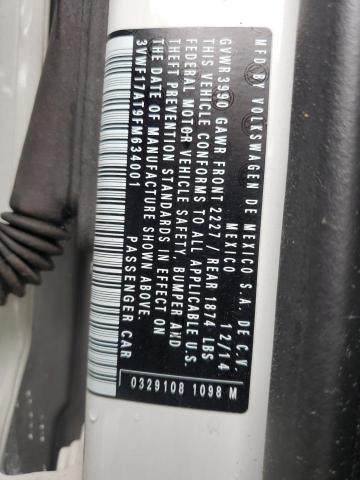 MFD BY VOLKSWAGEN DE MEXICO S.A. DE C.V.
MEXICO 12/14
GVWR3990 GAWR FRONT 2227 / REAR 1874 LBS
THIS VEHICLE CONFORMS TO ALL APPLICABLE U.S.
FEDERAL MOTOR VEHICLE SAFETY, BUMPER AND
THEFT PREVENTION STANDARDS IN EFFECT ON
THE DATE OF MANUFACTURE SHOWN ABOVE.
3VWF17AT9FM634001 PASSENGER CAR
0329108 1098 M